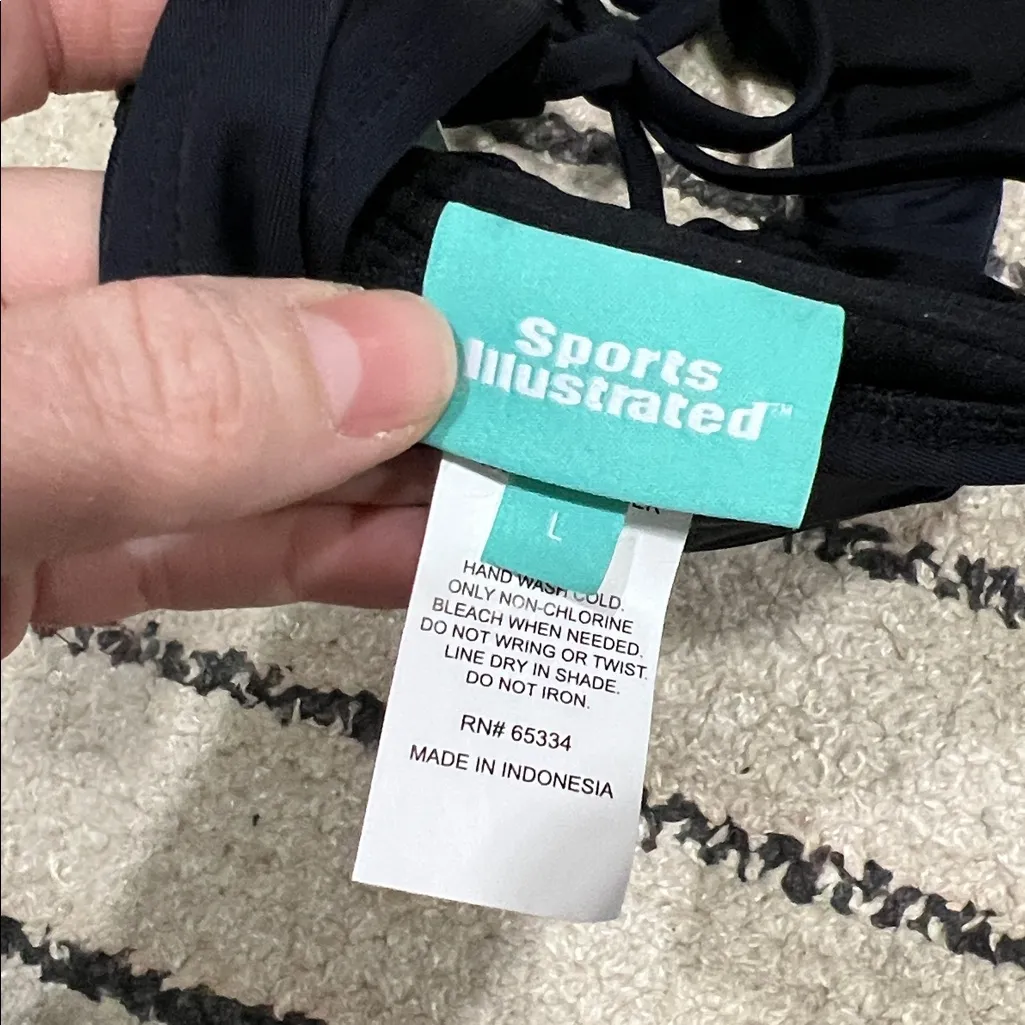 Sports
Illustrated™
L
HAND WASH COLD.
ONLY NON-CHLORINE
BLEACH WHEN NEEDED.
DO NOT WRING OR TWIST.
LINE DRY IN SHADE.
DO NOT IRON.
RN# 65334
MADE IN INDONESIA